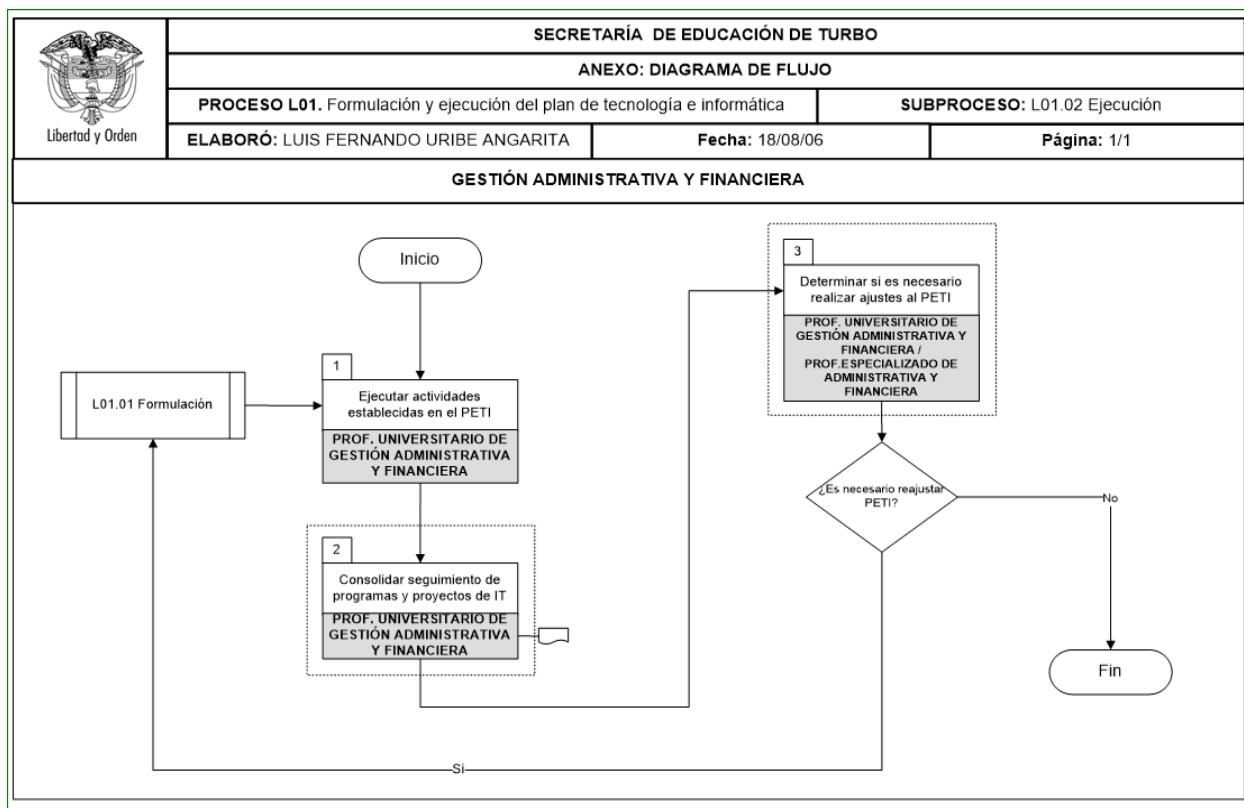 SECRETARÍA DE EDUCACIÓN DE TURBO
ANEXO: DIAGRAMA DE FLUJO
PROCESO L01. Formulación y ejecución del plan de tecnología e informática
SUBPROCESO: L01.02 Ejecución
Libertad y Orden
ELABORÓ: LUIS FERNANDO URIBE ANGARITA
Fecha: 18/08/06
Página: 1/1
GESTIÓN ADMINISTRATIVA Y FINANCIERA
Inicio
1
Ejecutar actividades
establecidas en el PETI
PROF. UNIVERSITARIO DE
GESTIÓN ADMINISTRATIVA
Y FINANCIERA
L01.01 Formulación
2
Consolidar seguimiento de
programas y proyectos de IT
PROF. UNIVERSITARIO DE
GESTIÓN ADMINISTRATIVA
Y FINANCIERA
3
Determinar si es necesario
realizar ajustes al PETI
PROF. UNIVERSITARIO DE
GESTIÓN ADMINISTRATIVA Y
FINANCIERA /
PROF.ESPECIALIZADO DE
ADMINISTRATIVA Y
FINANCIERA
¿Es necesario reajustar
PETI?
No
Fin
Si